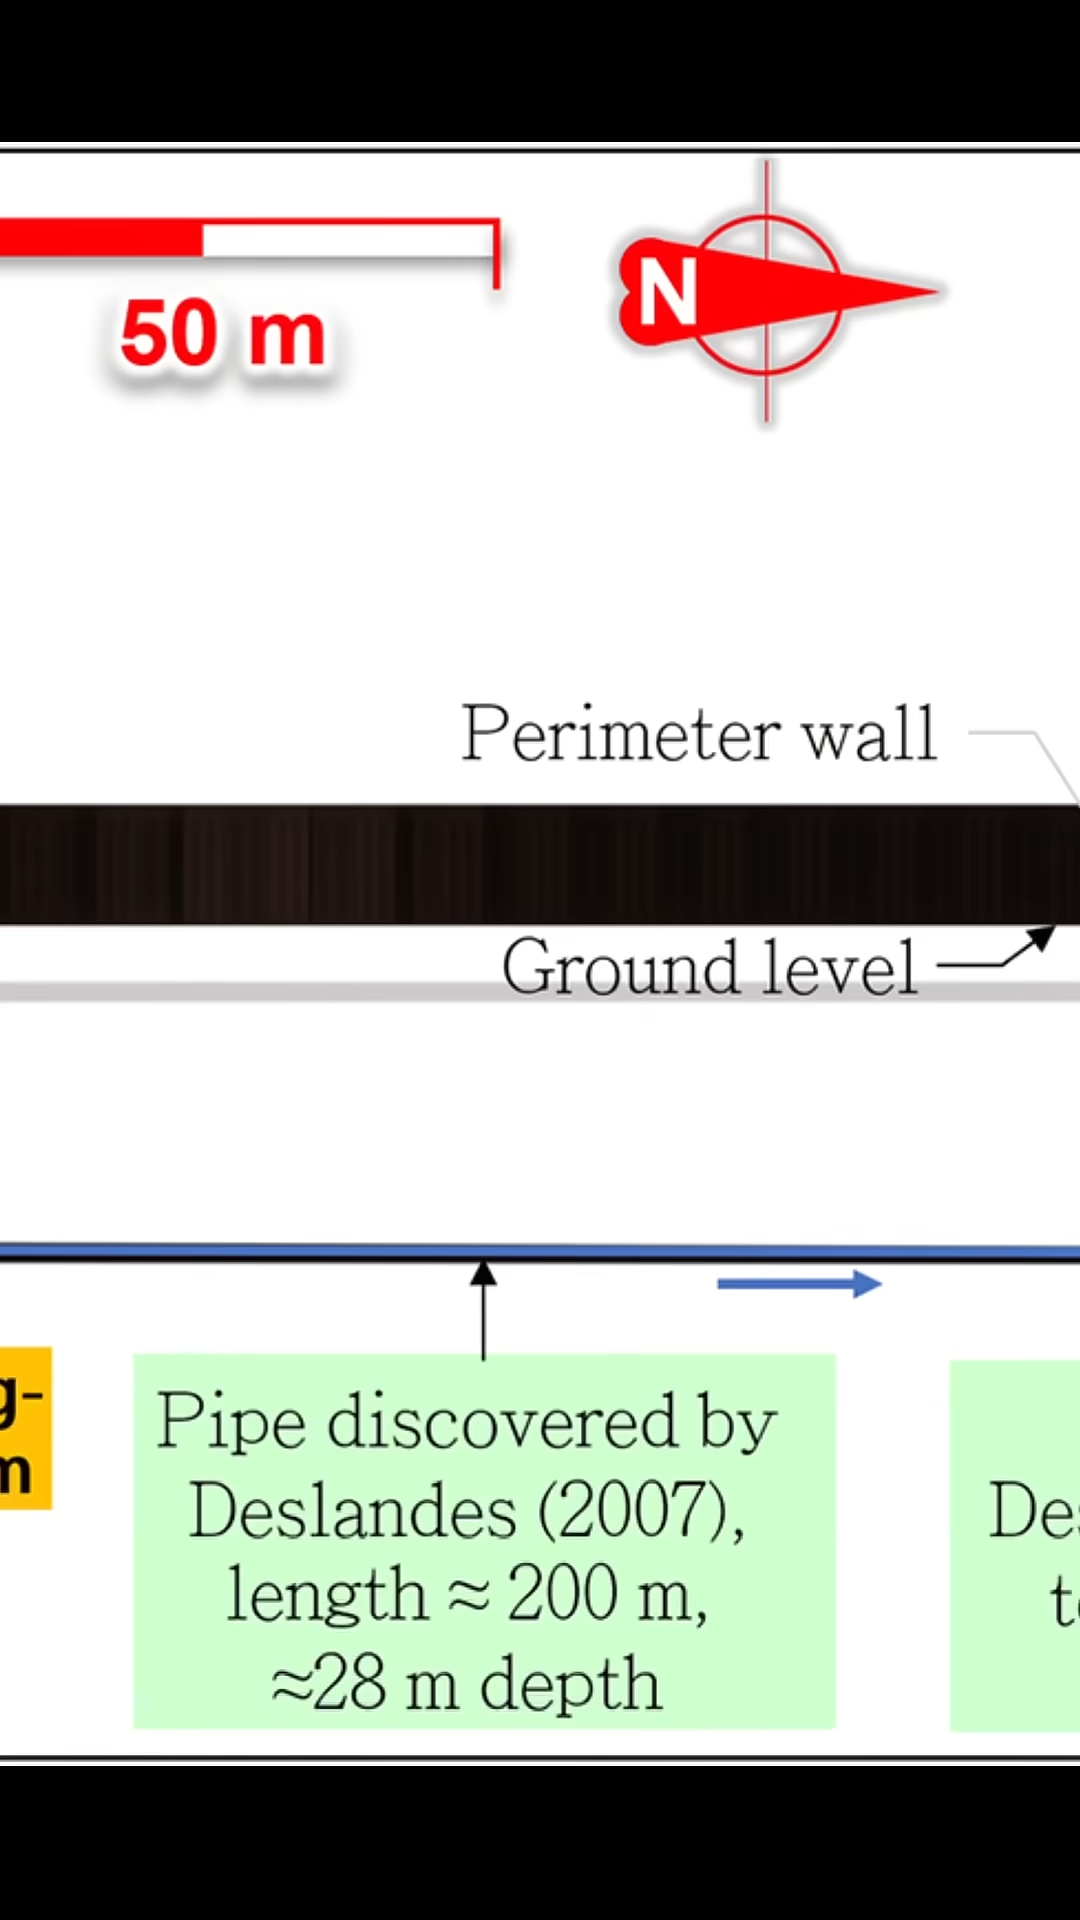 50 m
N
Perimeter wall
Ground level
g-
m
Pipe discovered by
Deslandes (2007),
length ≈ 200 m,
≈28 m depth